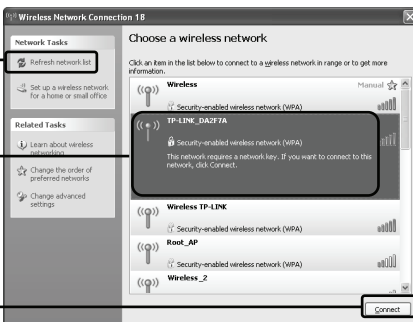 Wireless Network Connection 18
Network Tasks
Refresh network list
Set up a wireless network
for a home or small office
Related Tasks
Learn about wireless
networking
Change the order of
preferred networks
Change advanced
settings
Choose a wireless network
Click an item in the list below to connect to a wireless network in range or to get more
information.
Wireless Manual
Security-enabled wireless network (WPA)
TP-LINK_DA2F7A
Security-enabled wireless network (WPA)
This network requires a network key. If you want to connect to this
network, click Connect.
Wireless TP-LINK
Security-enabled wireless network (WPA)
Root_AP
Security-enabled wireless network (WPA)
Wireless_2
Connect